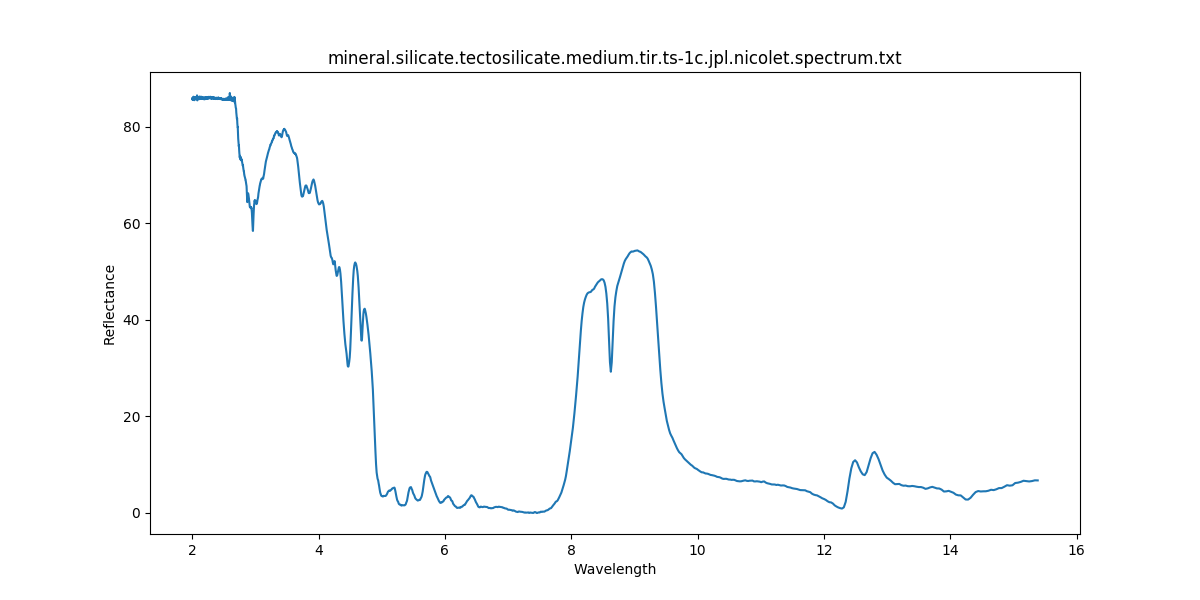 mineral.silicate.tectosilicate.medium.tir.ts-1c.jpl.nicolet.spectrum.txt
80
60
40
20
0
Reflectance
2 4 6 8 10 12 14 16
Wavelength